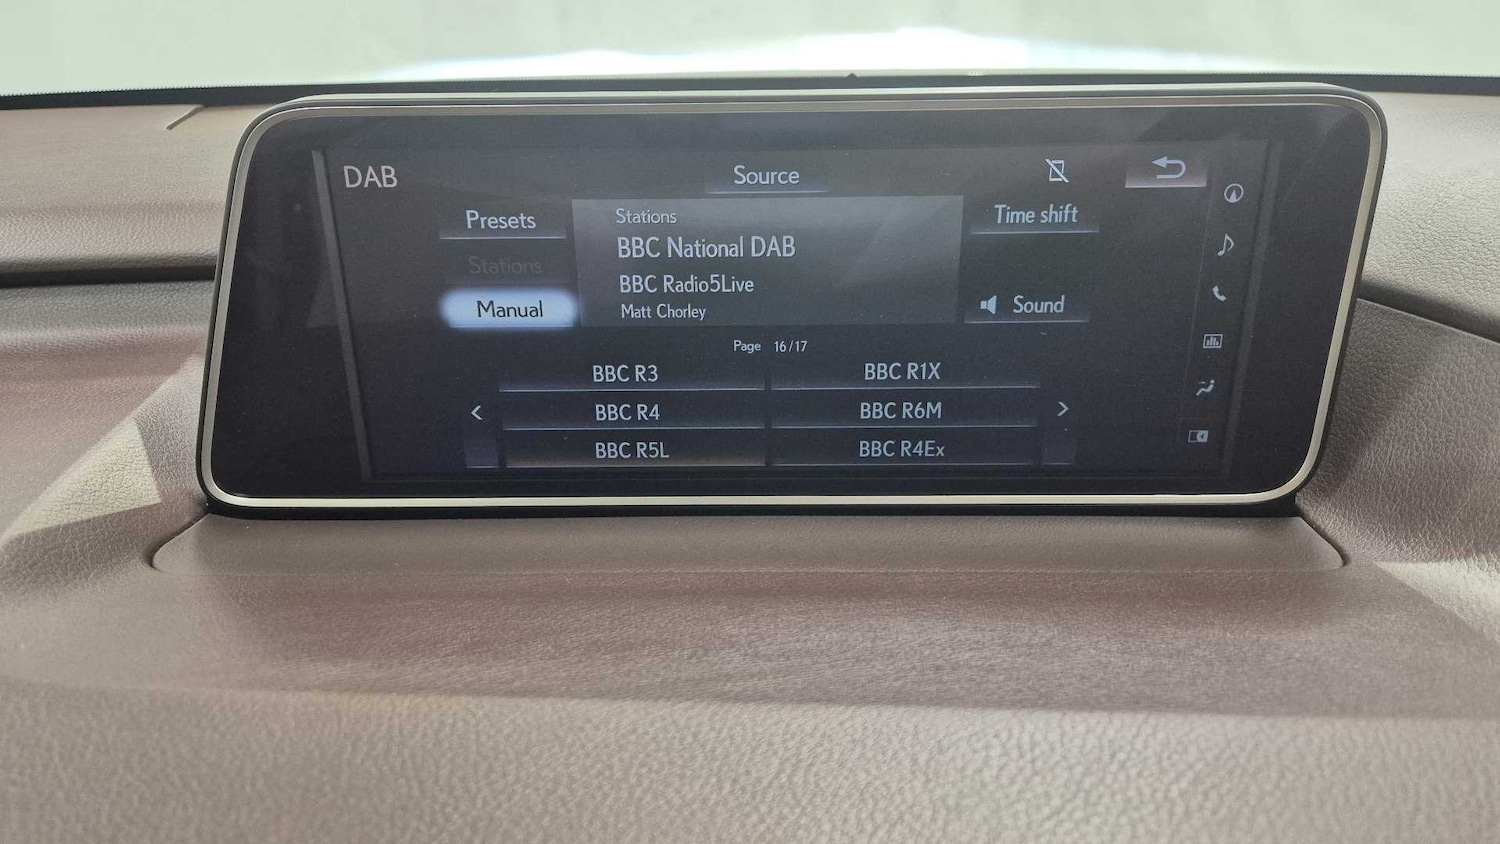 DAB
Source
Presets
Stations
Manual
Stations
BBC National DAB
BBC Radio5Live
Matt Chorley
Time shift
Sound
Page 16/17
BBC R3
BBC R1X
< BBC R4
BBC R6M >
BBC R5L
BBC R4Ex